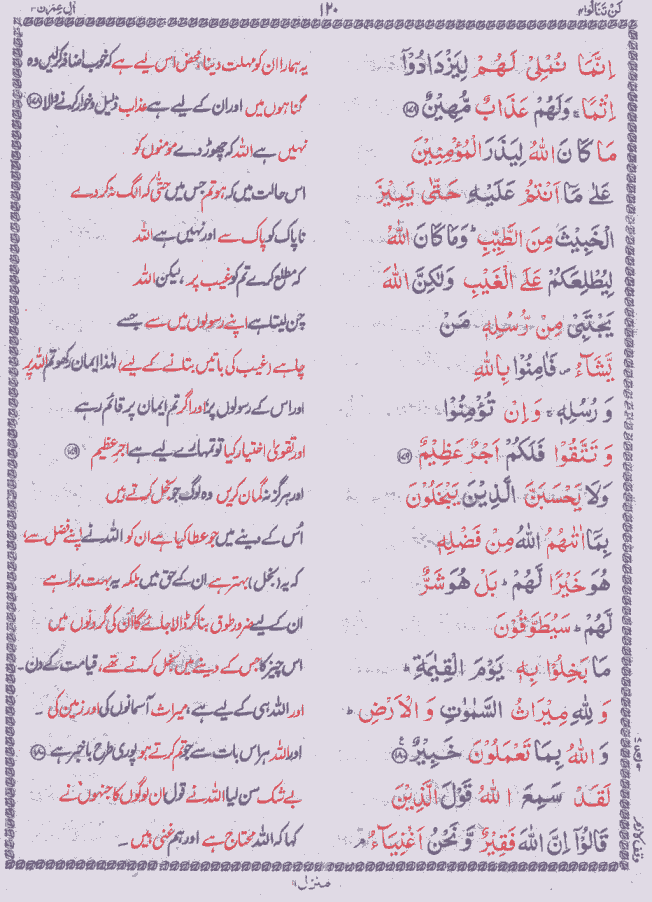 لَنْ تَنَالُوا ۴ ۱۲۰ اٰل عِمرٰن ۳
اِنَّمَا نُمْلِیْ لَهُمْ لِیَزْدَادُوْۤا یہ ہمارا ان کو مہلت دینا، محض اس لیے ہے کہ خوب اضافہ کرلیں وہ
اِثْمًا ۚ وَلَهُمْ عَذَابٌ مُّهِیْنٌ ﴿۱۷۸﴾ گناہوں میں اور ان کے لیے ہے عذاب ذلیل و خوار کرنے والا ﴿۱۷۸﴾
مَا كَانَ اللّٰهُ لِیَذَرَ الْمُؤْمِنِیْنَ نہیں ہے اللہ کہ چھوڑ دے مومنوں کو
عَلٰی مَاۤ اَنْتُمْ عَلَیْهِ حَتّٰی یَمِیْزَ اس حالت میں کہ ہو تم جس میں حتّٰی کہ الگ نہ کر دے
الْخَبِیْثَ مِنَ الطَّیِّبِ ؕ وَمَا كَانَ اللّٰهُ ناپاک کو پاک سے اور نہیں ہے اللہ
لِیُطْلِعَكُمْ عَلَی الْغَیْبِ وَلٰكِنَّ اللّٰهَ کہ مطلع کرے تم کو غیب پر، لیکن اللہ
یَجْتَبِیْ مِنْ رُّسُلِهٖ مَنْ چن لیتا ہے اپنے رسولوں میں سے جسے
یَّشَآءُ ۪ فَاٰمِنُوْا بِاللّٰهِ چاہے (غیب کی باتیں بتانے کے لیے) لہٰذا ایمان رکھو تم اللہ پر
وَ رُسُلِهٖ ۚ وَ اِنْ تُؤْمِنُوْا اور اس کے رسولوں پر، اور اگر تم ایمان پر قائم رہے
وَ تَتَّقُوْا فَلَكُمْ اَجْرٌ عَظِیْمٌ ﴿۱۷۹﴾ اور تقویٰ اختیار کیا تو تمہارے لیے ہے اجرِ عظیم ﴿۱۷۹﴾
وَلَا یَحْسَبَنَّ الَّذِیْنَ یَبْخَلُوْنَ اور ہرگز نہ گمان کریں وہ لوگ جو بخل کرتے ہیں
بِمَاۤ اٰتٰىهُمُ اللّٰهُ مِنْ فَضْلِهٖ اُس کے دینے میں جو عطا کیا ہے ان کو اللہ نے اپنے فضل سے،
هُوَ خَیْرًا لَّهُمْ ؕ بَلْ هُوَ شَرٌّ کہ یہ (بخل) بہتر ہے ان کے حق میں بلکہ یہ بہت برا ہے
لَّهُمْ ؕ سَیُطَوَّقُوْنَ ان کے لیے ضرور طوق بنا کر ڈالا جائے گا ان کی گردنوں میں
مَا بَخِلُوْا بِهٖ یَوْمَ الْقِیٰمَةِ ؕ اس چیز کا جس کے دینے میں بخل کرتے تھے، قیامت کے دن۔
وَ لِلّٰهِ مِیْرَاثُ السَّمٰوٰتِ وَ الْاَرْضِ ؕ اور اللہ ہی کے لیے ہے، میراث آسمانوں کی اور زمین کی۔
وَ اللّٰهُ بِمَا تَعْمَلُوْنَ خَبِیْرٌ ﴿۱۸۰﴾ اور اللہ ہر اس بات سے جو تم کرتے ہو پوری طرح باخبر ہے ﴿۱۸۰﴾
لَقَدْ سَمِعَ اللّٰهُ قَوْلَ الَّذِیْنَ بے شک سن لیا اللہ نے قول ان لوگوں کا جنہوں نے
قَالُوْۤا اِنَّ اللّٰهَ فَقِیْرٌ وَّ نَحْنُ اَغْنِیَآءُ ۘ کہا کہ اللہ محتاج ہے اور ہم غنی ہیں۔
منزل ۱